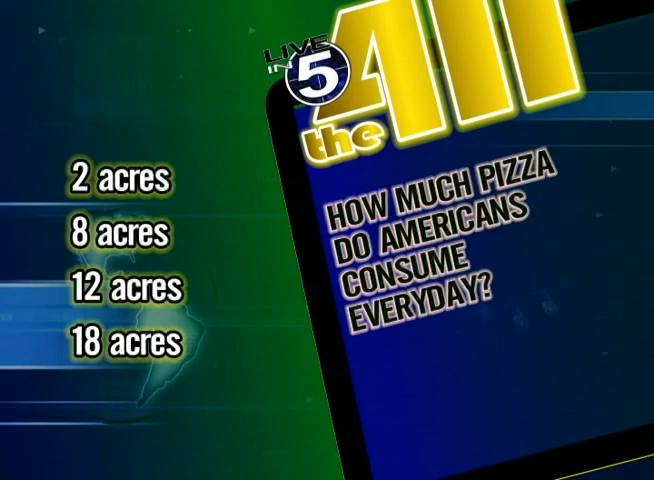 LIVE
IN 5
the 411
HOW MUCH PIZZA
DO AMERICANS
CONSUME
EVERYDAY?
2 acres
8 acres
12 acres
18 acres